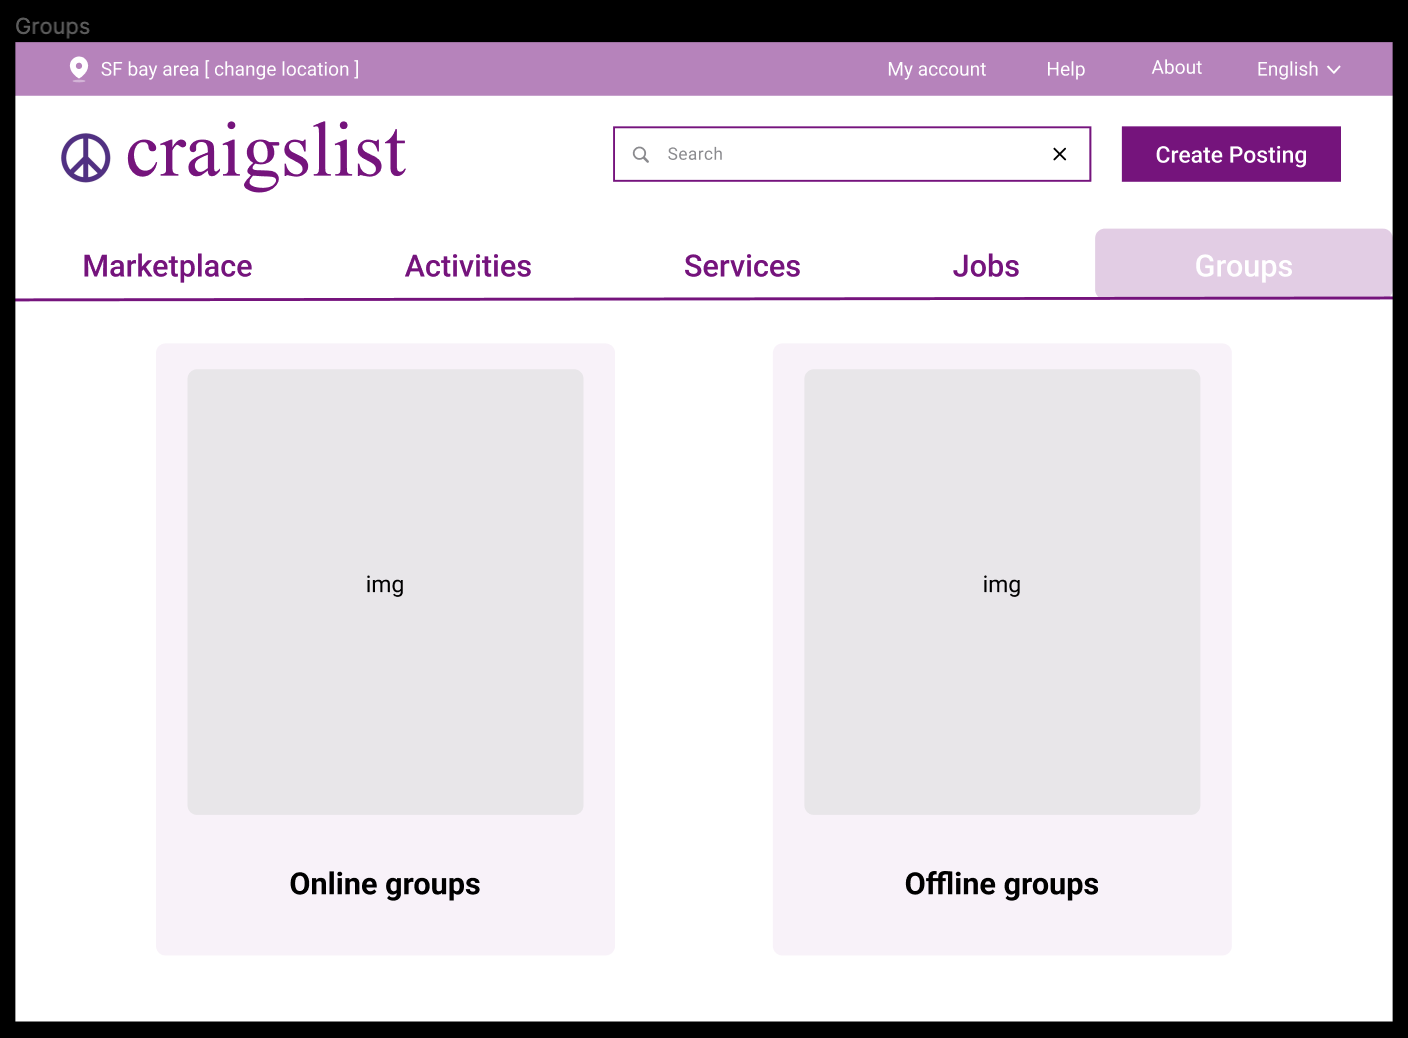 Groups
SF bay area [ change location ]
My account
Help
About
English
craigslist
Search
Create Posting
Marketplace
Activities
Services
Jobs
Groups
img
img
Online groups
Offline groups